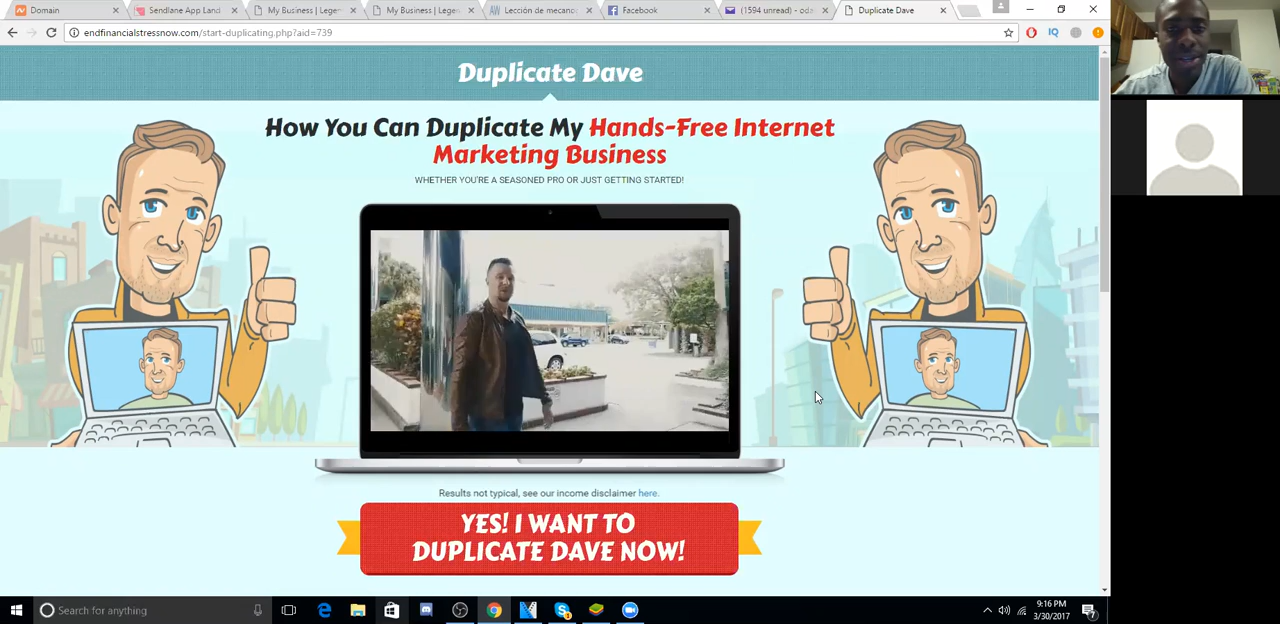 Domain
Sendlane App Landi
My Business | Legen
My Business | Legen
Lección de mecano
Facebook
(1594 unread) - oda
Duplicate Dave
endfinancialstressnow.com/start-duplicating.php?aid=739
IQ
Duplicate Dave
How You Can Duplicate My Hands-Free Internet
Marketing Business
WHETHER YOU'RE A SEASONED PRO OR JUST GETTING STARTED!
Results not typical, see our income disclaimer here.
YES! I WANT TO
DUPLICATE DAVE NOW!
Search for anything
9:16 PM
3/30/2017